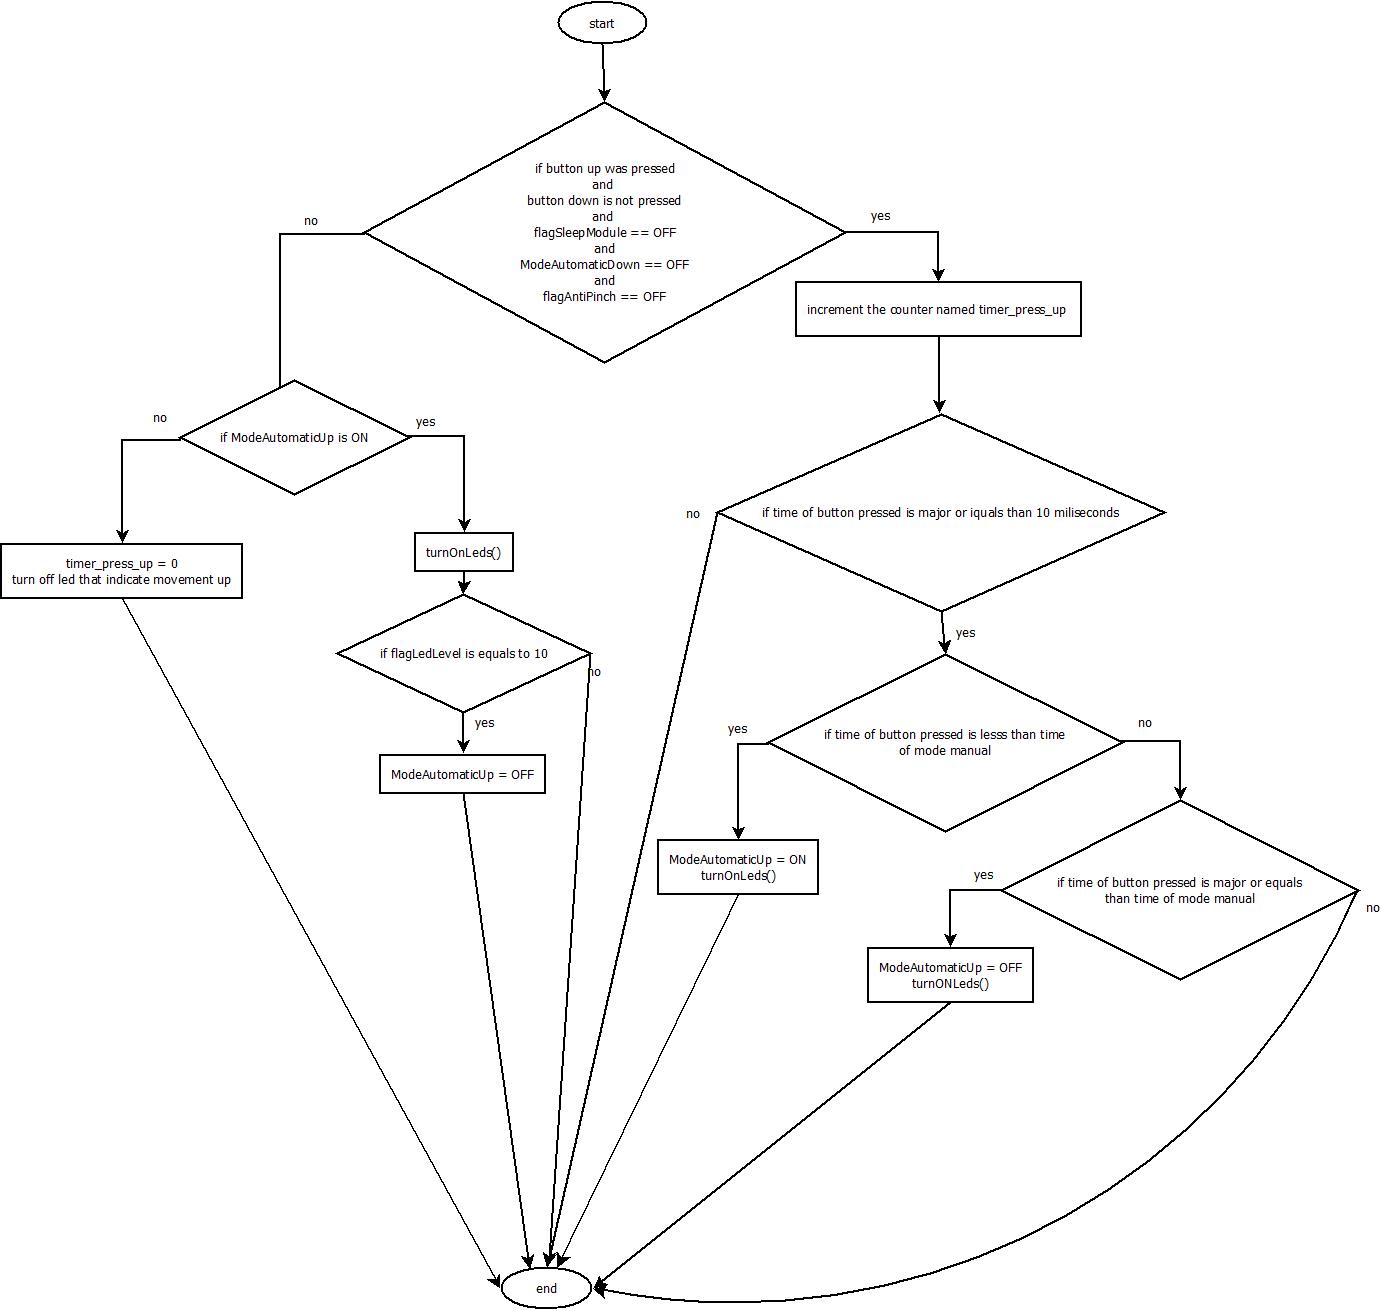 start
if button up was pressed
and
button down is not pressed
and
flagSleepModule == OFF
and
ModeAutomaticDown == OFF
and
flagAntiPinch == OFF
no
yes
increment the counter named timer_press_up
no
if ModeAutomaticUp is ON
yes
timer_press_up = 0
turn off led that indicate movement up
turnOnLeds()
if flagLedLevel is equals to 10
no
yes
ModeAutomaticUp = OFF
no
if time of button pressed is major or iquals than 10 miliseconds
yes
yes
if time of button pressed is lesss than time
of mode manual
no
ModeAutomaticUp = ON
turnOnLeds()
yes
if time of button pressed is major or equals
than time of mode manual
no
ModeAutomaticUp = OFF
turnONLeds()
end